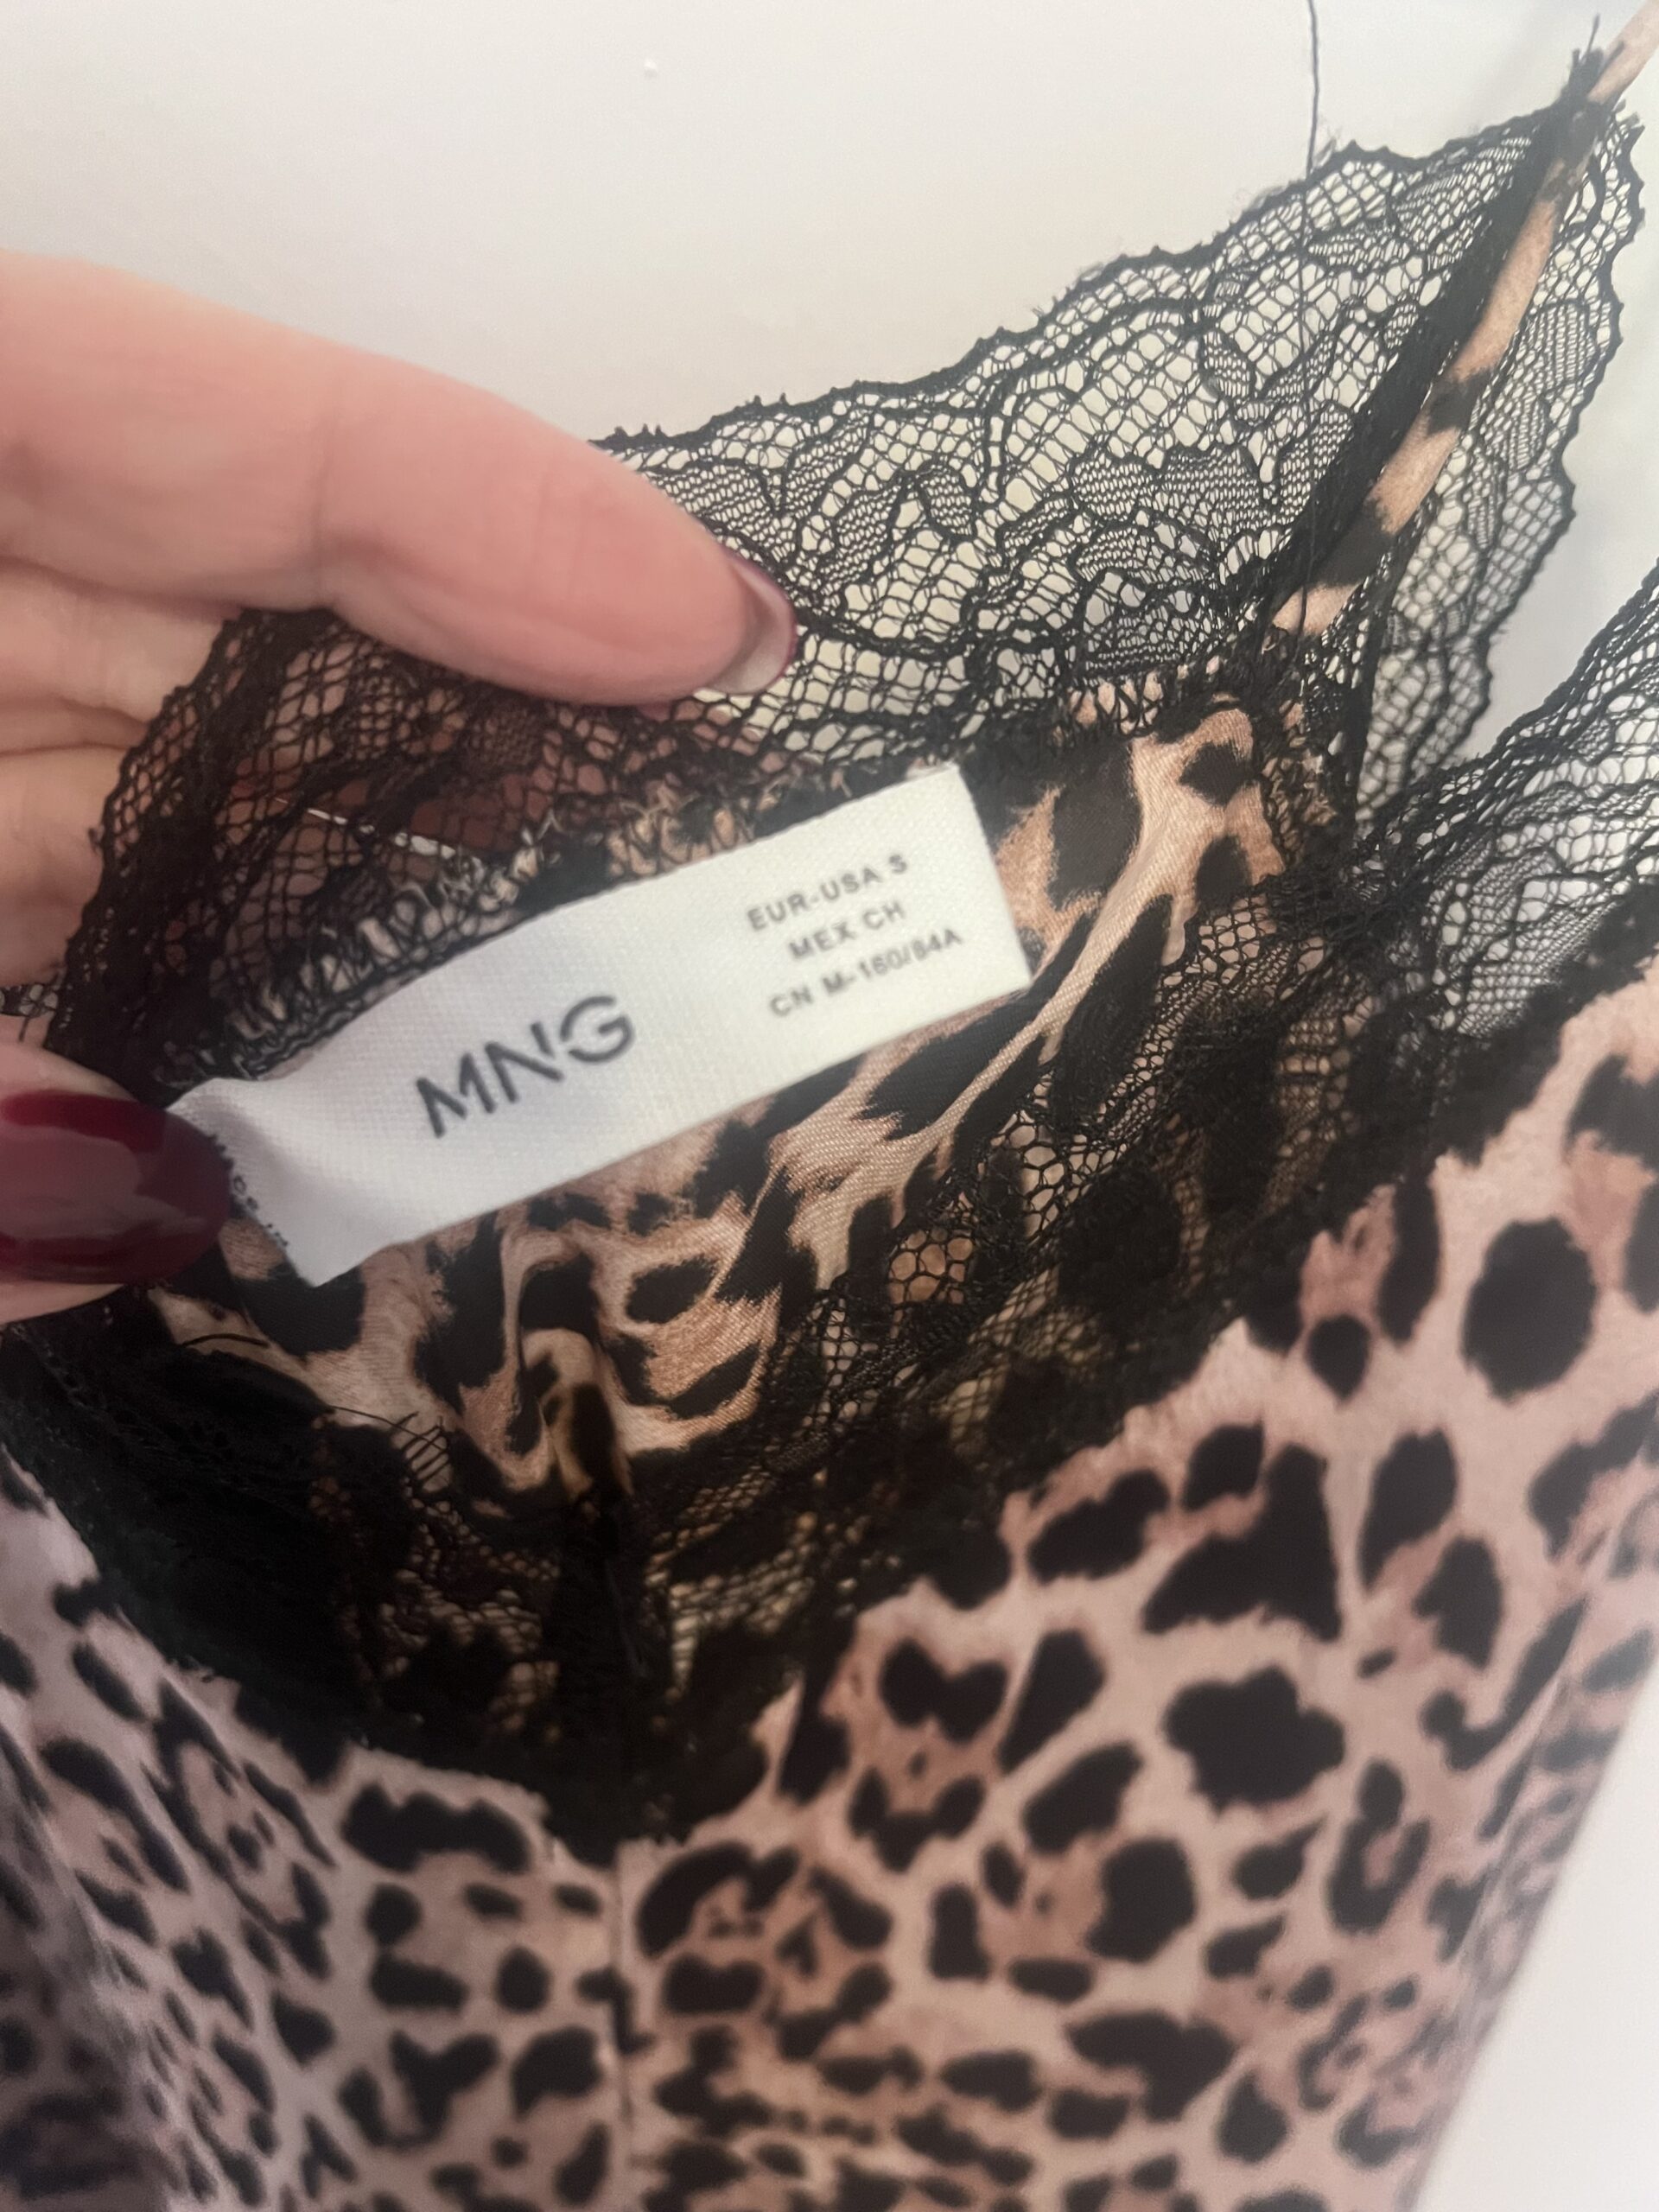 MNG
EUR-USA S
MEX CH
CN M-160/84A